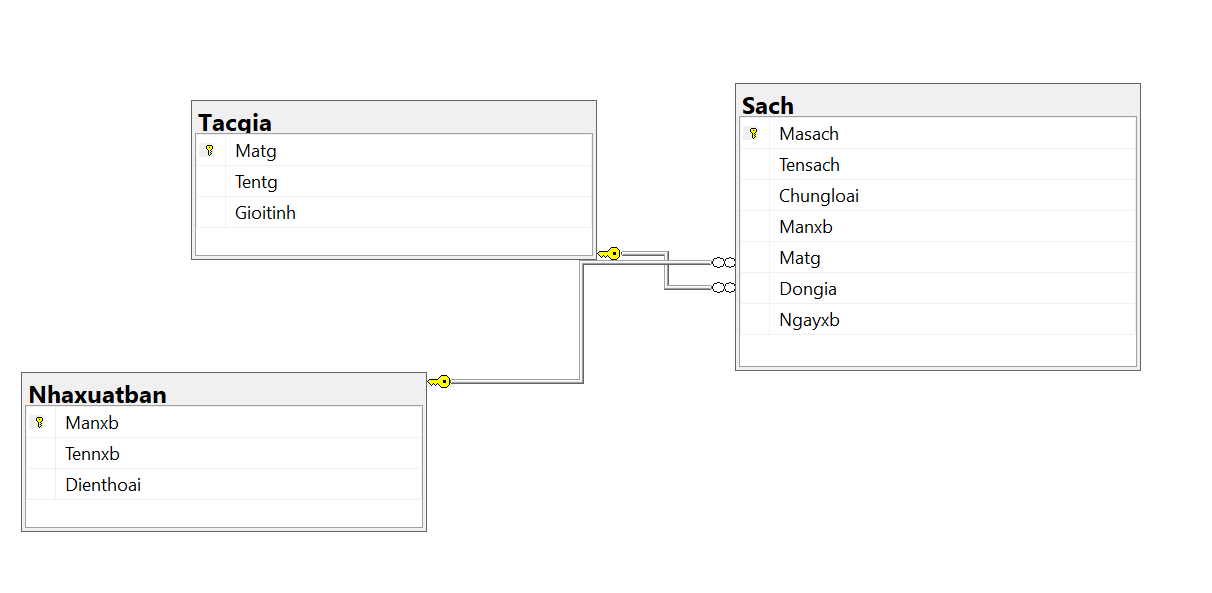 Tacgia
Matg
Tentg
Gioitinh
Sach
Masach
Tensach
Chungloai
Manxb
Matg
Dongia
Ngayxb
Nhaxuatban
Manxb
Tennxb
Dienthoai